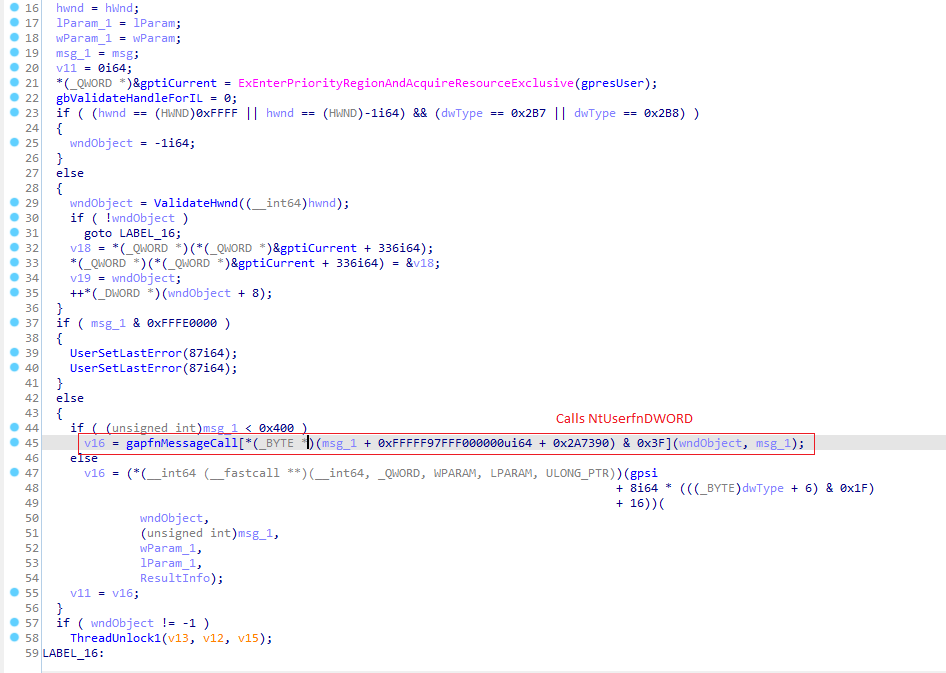 16 hwnd = hWnd;
17 lParam_1 = lParam;
18 wParam_1 = wParam;
19 msg_1 = msg;
20 v11 = 0i64;
21 *(_QWORD *)&gptiCurrent = ExEnterPriorityRegionAndAcquireResourceExclusive(gpresUser);
22 gbValidateHandleForIL = 0;
23 if ( (hwnd == (HWND)0xFFFF || hwnd == (HWND)-1i64) && (dwType == 0x2B7 || dwType == 0x2B8) )
24 {
25 wndObject = -1i64;
26 }
27 else
28 {
29 wndObject = ValidateHwnd((__int64)hwnd);
30 if ( !wndObject )
31 goto LABEL_16;
32 v18 = *(_QWORD *)(*(_QWORD *)&gptiCurrent + 336i64);
33 *(_QWORD *)(*(_QWORD *)&gptiCurrent + 336i64) = &v18;
34 v19 = wndObject;
35 ++*(_DWORD *)(wndObject + 8);
36 }
37 if ( msg_1 & 0xFFFE0000 )
38 {
39 UserSetLastError(87i64);
40 UserSetLastError(87i64);
41 }
42 else
43 {
Calls NtUserfnDWORD
44 if ( (unsigned int)msg_1 < 0x400 )
45 v16 = gapfnMessageCall[*(_BYTE *)(msg_1 + 0xFFFFF97FFF000000ui64 + 0x2A7390) & 0x3F](wndObject, msg_1);
46 else
47 v16 = (*(__int64 (__fastcall **)(__int64, _QWORD, WPARAM, LPARAM, ULONG_PTR))(gpsi
48 + 8i64 * (((_BYTE)dwType + 6) & 0x1F)
49 + 16))(
50 wndObject,
51 (unsigned int)msg_1,
52 wParam_1,
53 lParam_1,
54 ResultInfo);
55 v11 = v16;
56 }
57 if ( wndObject != -1 )
58 ThreadUnlock1(v13, v12, v15);
59 LABEL_16: